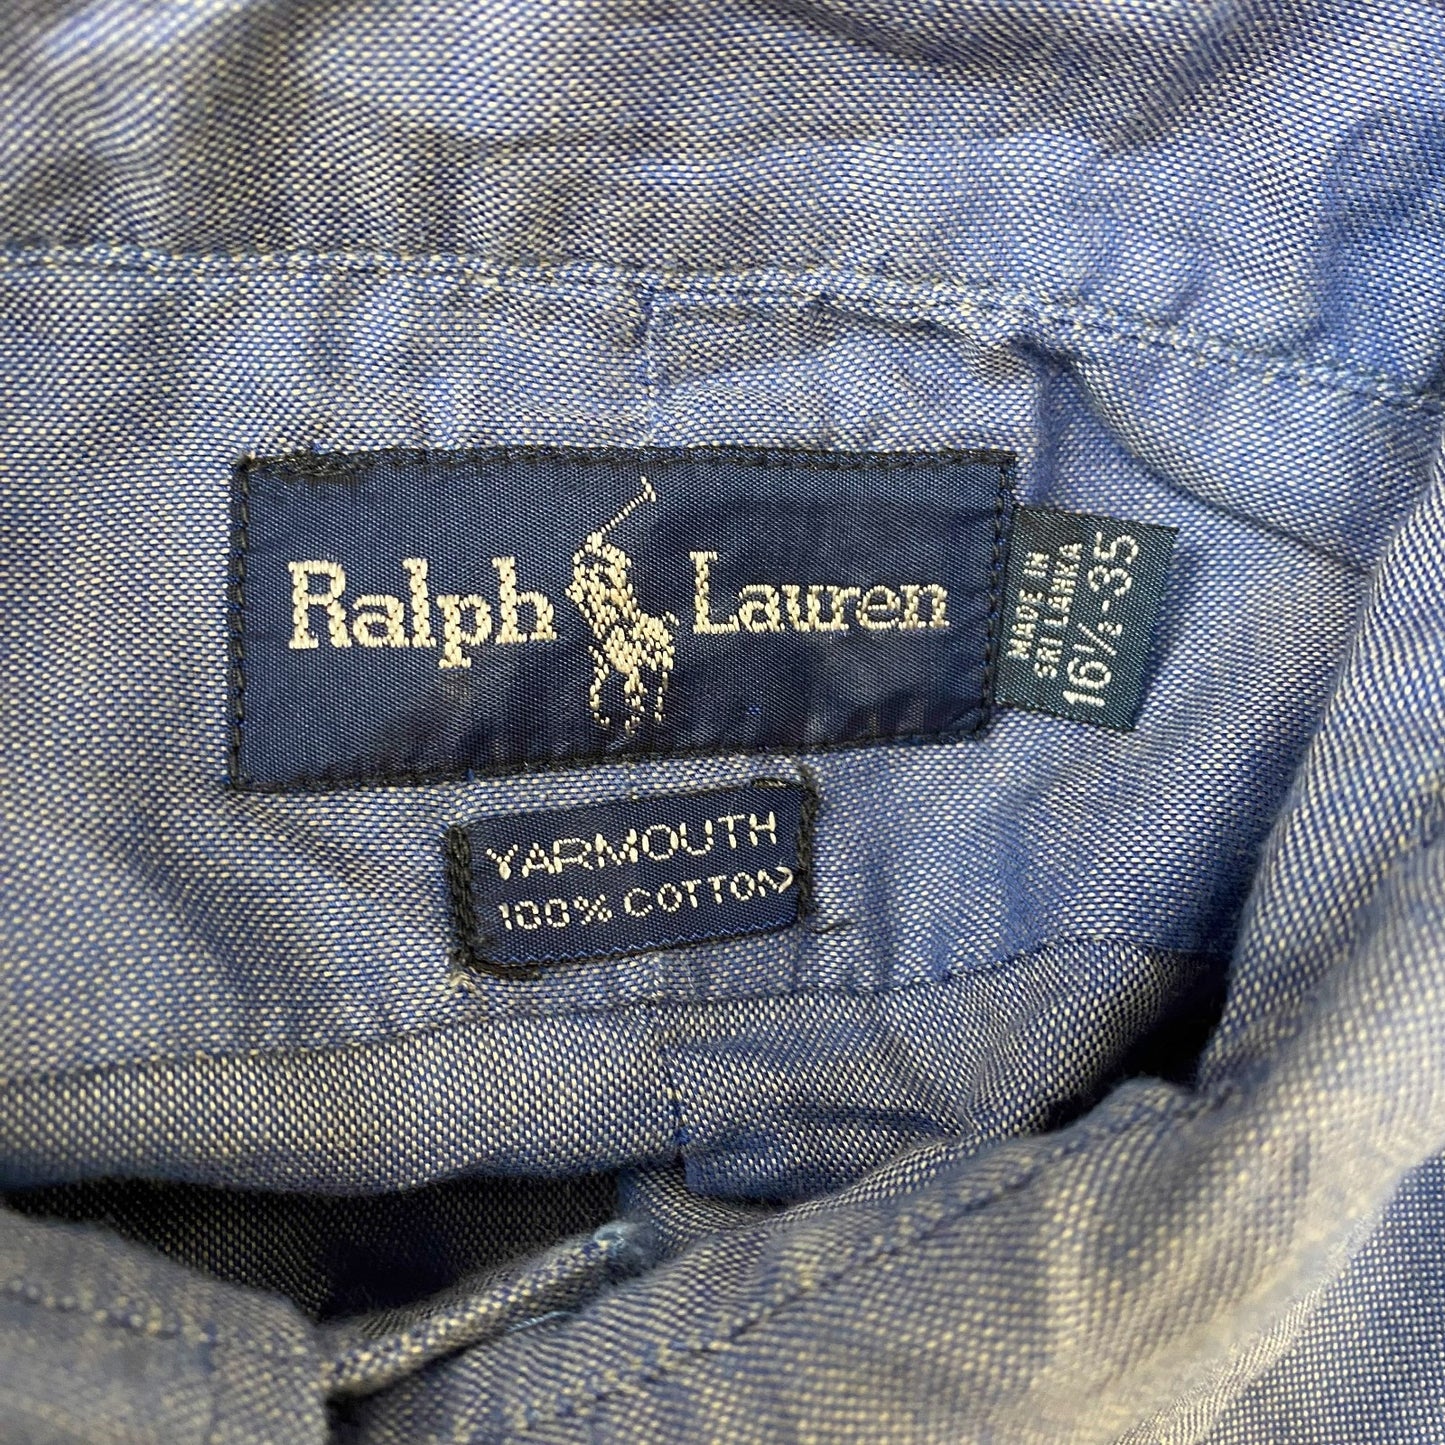 Ralph Lauren
MADE IN
SRI LANKA
16½-35
YARMOUTH
100% COTTON